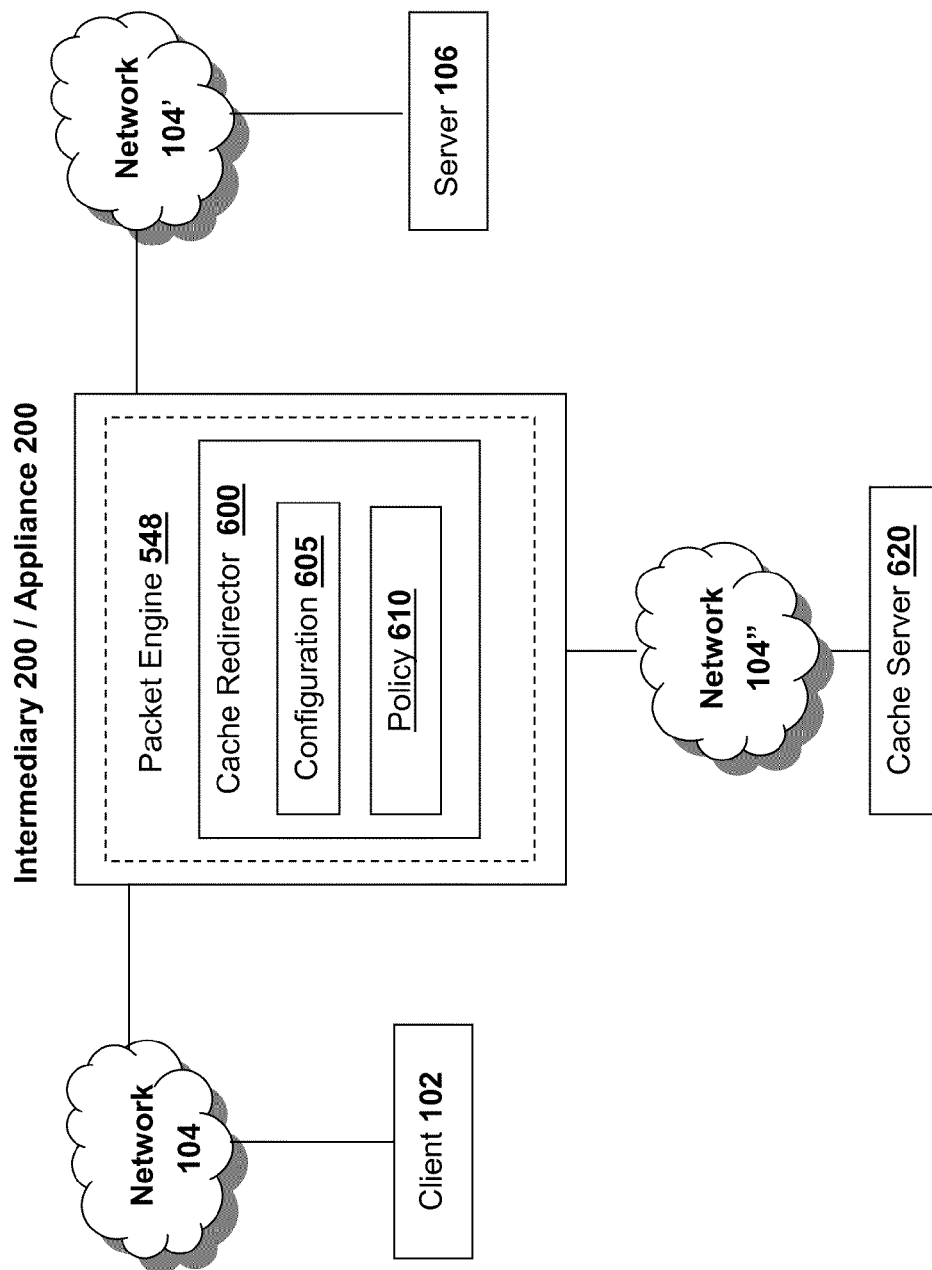 Intermediary 200 / Appliance 200
Network
104
Client 102
Packet Engine 548
Cache Redirector 600
Configuration 605
Policy 610
Network
104'
Server 106
Network
104”
Cache Server 620